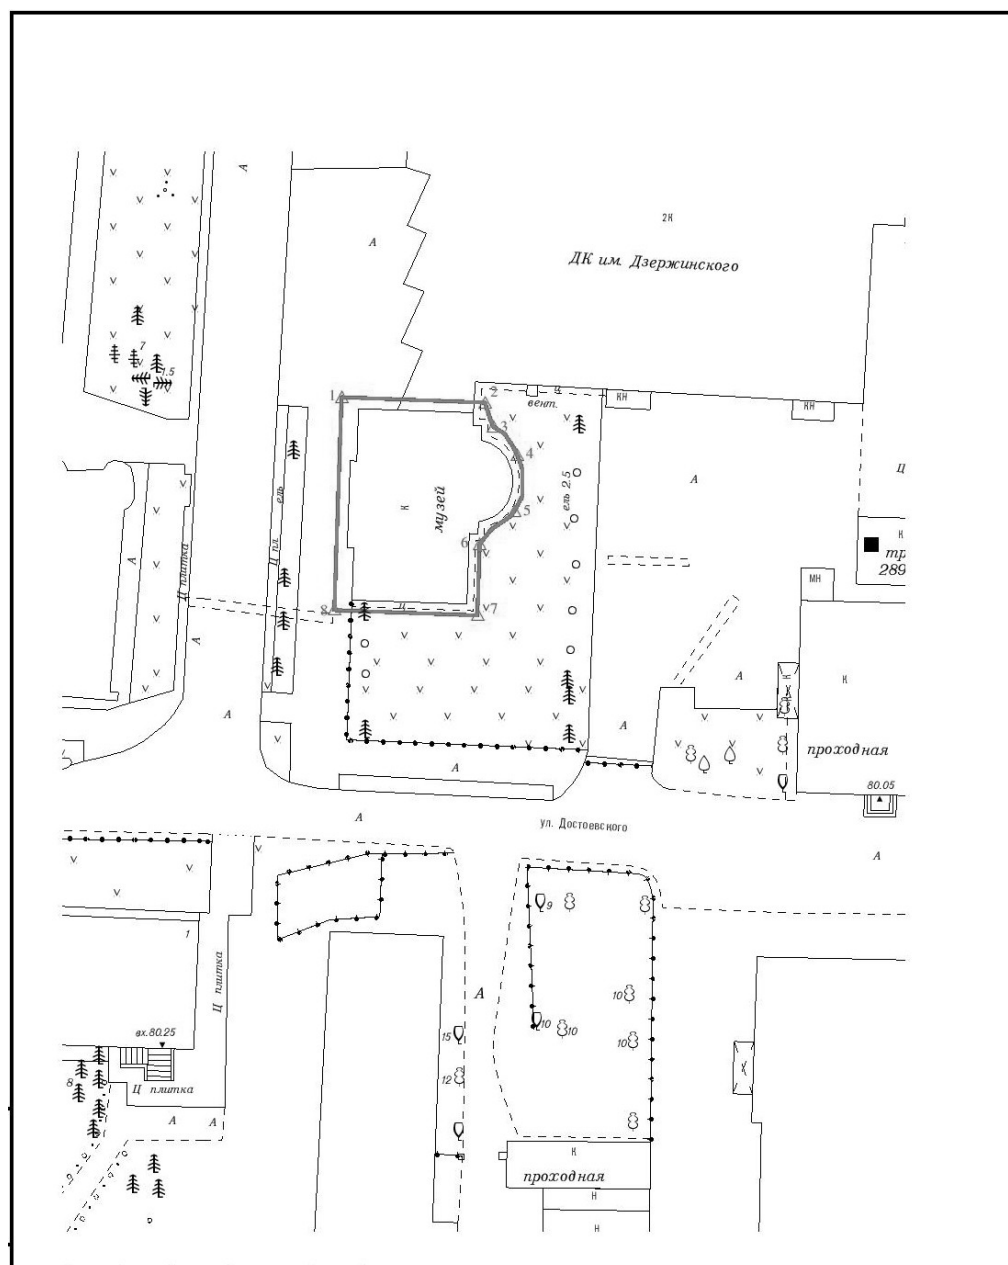 А
2К
А
ДК им. Дзержинского
7
1.5
1
2
ц
вент.
КН
КН
3
4
А
Ц
ель 2.5
5
ель
К
музей
К
тр
289
6
А
Ц плитка
Ц пл.
МН
8
ц
7
А
А
К
К
К
А
А
проходная
А
80.05
А
ул. Достоевского
А
9
1
Ц плитка
А
10
вх.80.25
15
10
10
10
К
8
12
Ц плитка
А
А
К
проходная
Н
Н